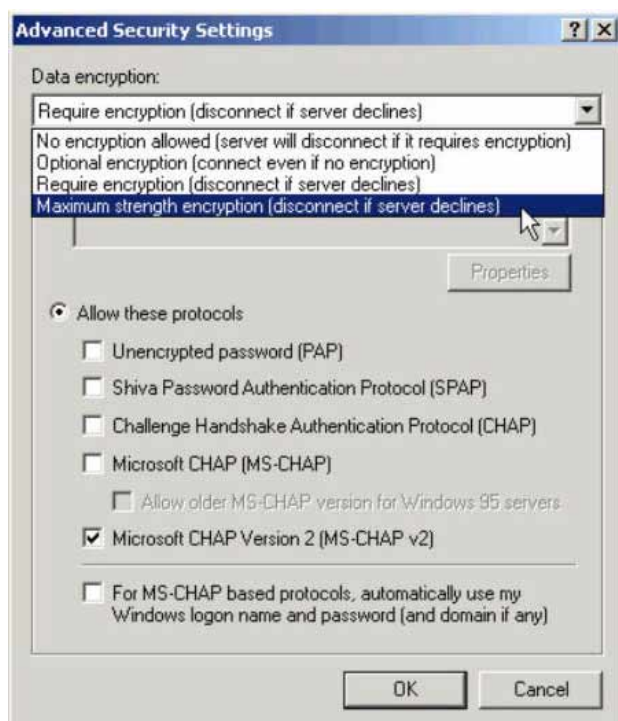 Advanced Security Settings
Data encryption:
Require encryption (disconnect if server declines)
No encryption allowed (server will disconnect if it requires encryption)
Optional encryption (connect even if no encryption)
Require encryption (disconnect if server declines)
Maximum strength encryption (disconnect if server declines)
Properties
Allow these protocols
Unencrypted password (PAP)
Shiva Password Authentication Protocol (SPAP)
Challenge Handshake Authentication Protocol (CHAP)
Microsoft CHAP (MS-CHAP)
Allow older MS-CHAP version for Windows 95 servers
Microsoft CHAP Version 2 (MS-CHAP v2)
For MS-CHAP based protocols, automatically use my
Windows logon name and password (and domain if any)
OK Cancel